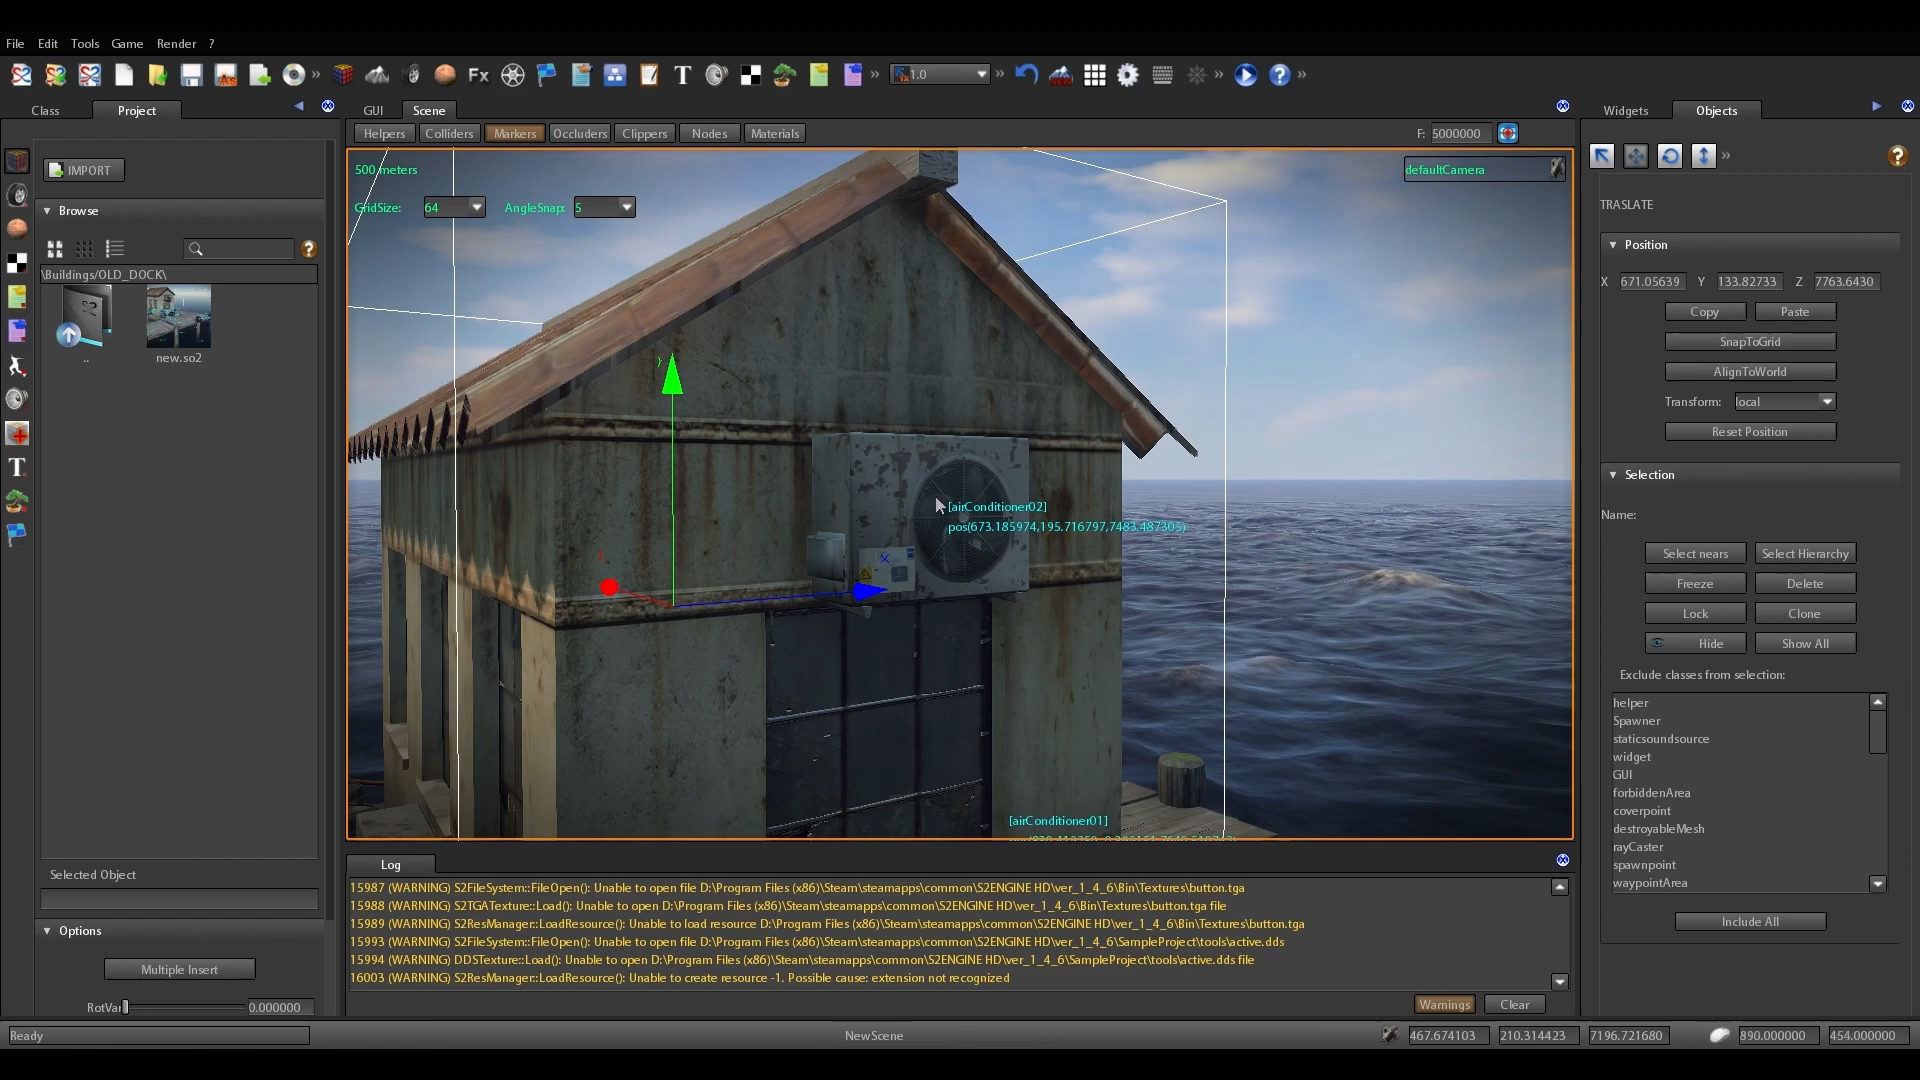 File Edit Tools Game Render ?
Fx T 1.0
Class Project GUI Scene Widgets Objects
Helpers Colliders Markers Occluders Clippers Nodes Materials F: 5000000
IMPORT
Browse
\Buildings/OLD_DOCK\
..
new.so2
Selected Object
Options
Multiple Insert
RotVar 0.000000
500 meters
defaultCamera
GridSize: 64 AngleSnap: 5
[airConditioner02]
pos(673.185974,195.716797,7483.487305)
[airConditioner01]
TRASLATE
Position
X 671.05639 Y 133.82733 Z 7763.6430
Copy Paste
SnapToGrid
AlignToWorld
Transform: local
Reset Position
Selection
Name:
Select nears Select Hierarchy
Freeze Delete
Lock Clone
Hide Show All
Exclude classes from selection:
helper
Spawner
staticsoundsource
widget
GUI
forbiddenArea
coverpoint
destroyableMesh
rayCaster
spawnpoint
waypointArea
Include All
Log
15987 (WARNING) S2FileSystem::FileOpen(): Unable to open file D:\Program Files (x86)\Steam\steamapps\common\S2ENGINE HD\ver_1_4_6\Bin\Textures\button.tga
15988 (WARNING) S2TGATexture::Load(): Unable to open D:\Program Files (x86)\Steam\steamapps\common\S2ENGINE HD\ver_1_4_6\Bin\Textures\button.tga file
15989 (WARNING) S2ResManager::LoadResource(): Unable to load resource D:\Program Files (x86)\Steam\steamapps\common\S2ENGINE HD\ver_1_4_6\Bin\Textures\button.tga
15993 (WARNING) S2FileSystem::FileOpen(): Unable to open file D:\Program Files (x86)\Steam\steamapps\common\S2ENGINE HD\ver_1_4_6\SampleProject\tools\active.dds
15994 (WARNING) DDSTexture::Load(): Unable to open D:\Program Files (x86)\Steam\steamapps\common\S2ENGINE HD\ver_1_4_6\SampleProject\tools\active.dds file
16003 (WARNING) S2ResManager::LoadResource(): Unable to create resource -1. Possible cause: extension not recognized
Warnings Clear
Ready NewScene 467.674103 210.314423 7196.721680 890.000000 454.000000